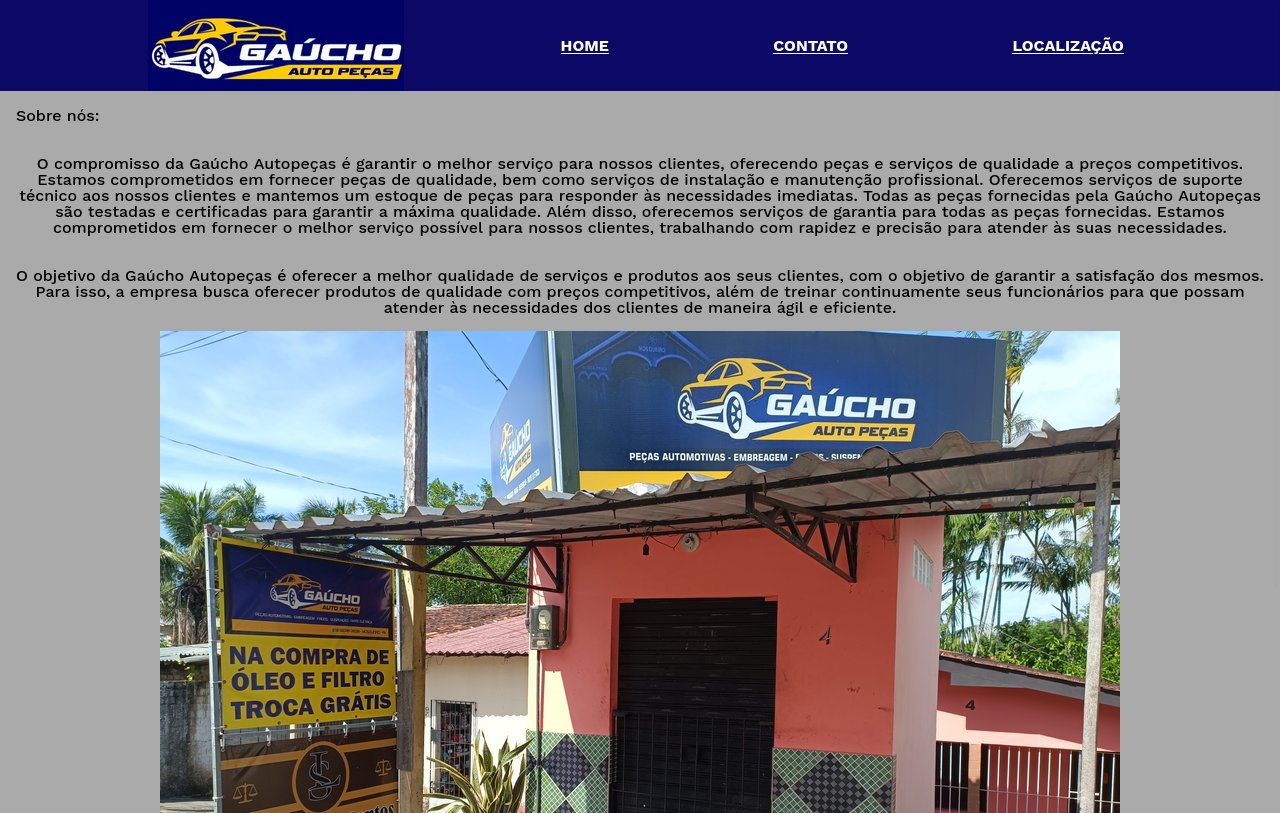 GAÚCHO
AUTO PEÇAS
HOME
CONTATO
LOCALIZAÇÃO
Sobre nós:
O compromisso da Gaúcho Autopeças é garantir o melhor serviço para nossos clientes, oferecendo peças e serviços de qualidade a preços competitivos.
Estamos comprometidos em fornecer peças de qualidade, bem como serviços de instalação e manutenção profissional. Oferecemos serviços de suporte
técnico aos nossos clientes e mantemos um estoque de peças para responder às necessidades imediatas. Todas as peças fornecidas pela Gaúcho Autopeças
são testadas e certificadas para garantir a máxima qualidade. Além disso, oferecemos serviços de garantia para todas as peças fornecidas. Estamos
comprometidos em fornecer o melhor serviço possível para nossos clientes, trabalhando com rapidez e precisão para atender às suas necessidades.
O objetivo da Gaúcho Autopeças é oferecer a melhor qualidade de serviços e produtos aos seus clientes, com o objetivo de garantir a satisfação dos mesmos.
Para isso, a empresa busca oferecer produtos de qualidade com preços competitivos, além de treinar continuamente seus funcionários para que possam
atender às necessidades dos clientes de maneira ágil e eficiente.
GAÚCHO
AUTO PEÇAS
PEÇAS AUTOMOTIVAS - EMBREAGEM -
GAÚCHO
AUTO PEÇAS
GAÚCHO
AUTO PEÇAS
NA COMPRA DE
ÓLEO E FILTRO
TROCA GRÁTIS
4
4